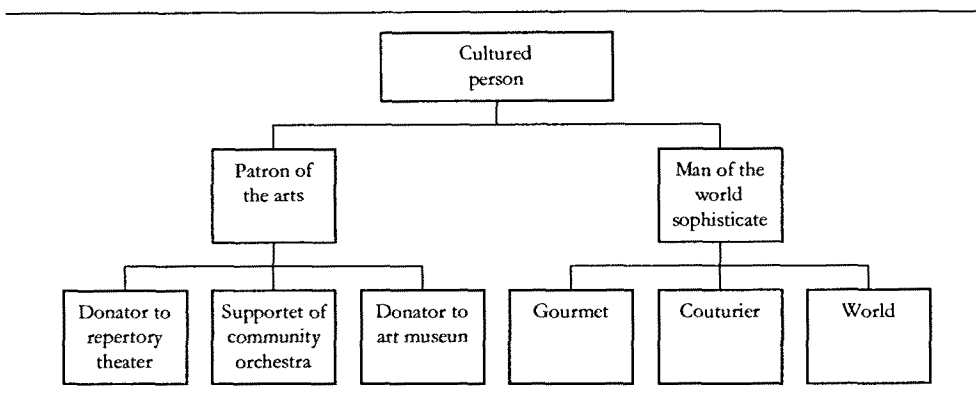 Cultured
person
Patron of
the arts
Man of the
world
sophisticate
Donator to
repertory
theater
Supportet of
community
orchestra
Donator to
art museun
Gourmet
Couturier
World